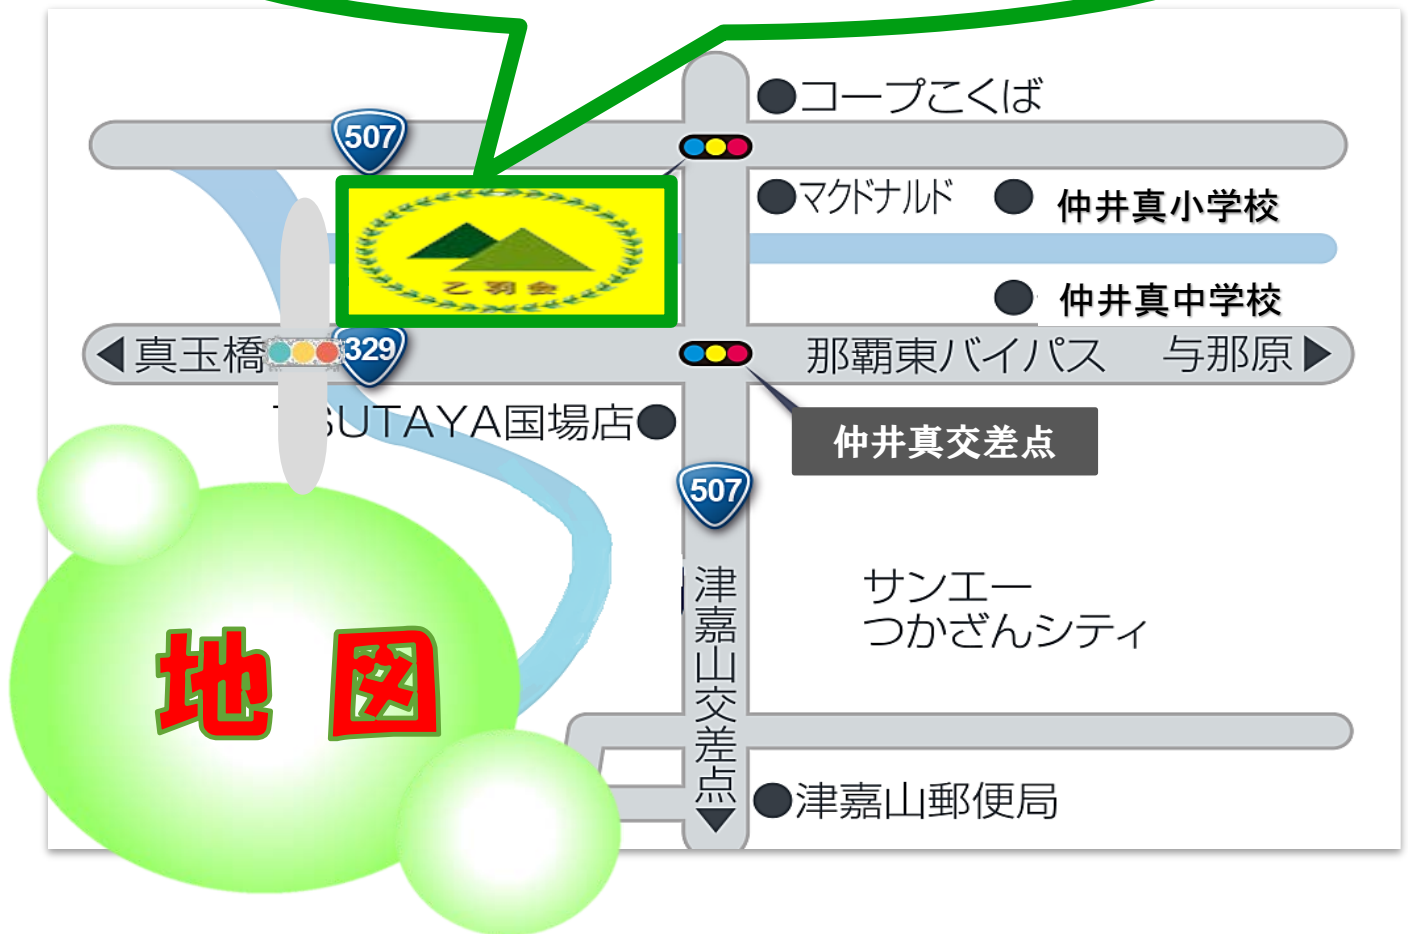 コープこくば
507
マクドナルド
仲井真小学校
乙羽会
仲井真中学校
真玉橋
329
那覇東バイパス
与那原
TSUTAYA国場店
仲井真交差点
507
津嘉山交差点
サンエー
つかざんシティ
地図
津嘉山郵便局